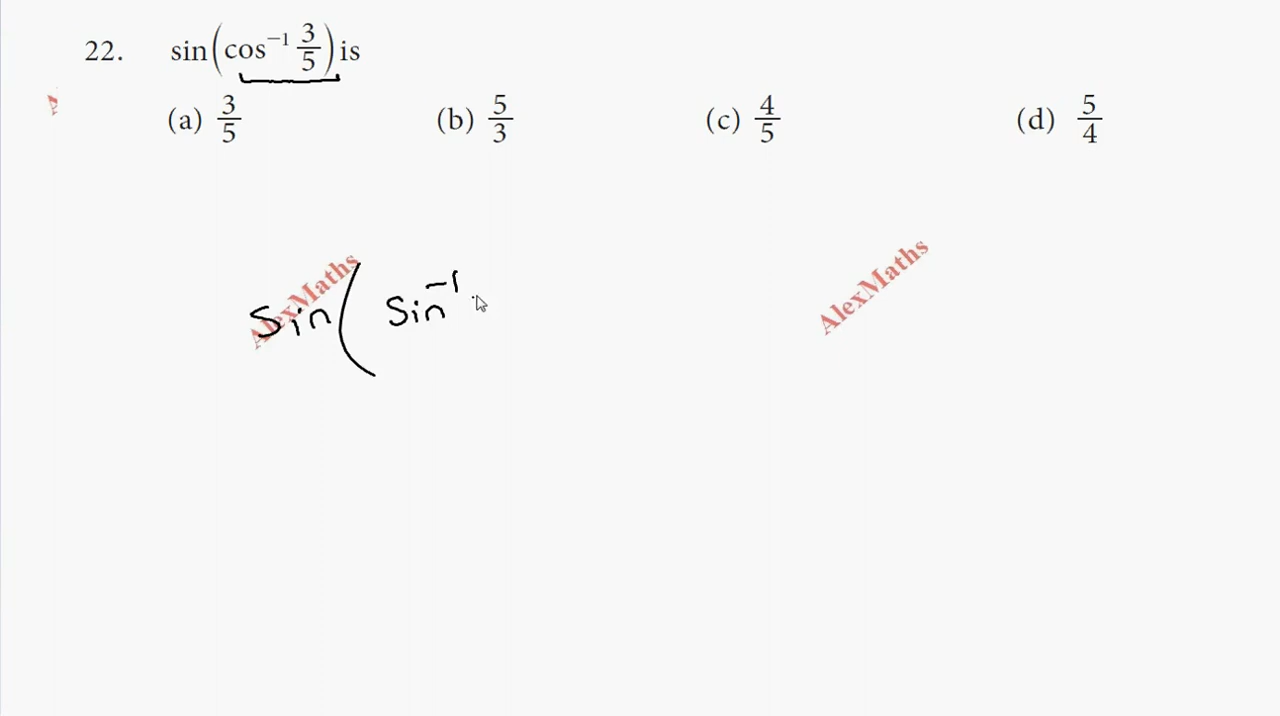 22. sin(cos⁻¹ 3/5) is
(a) 3/5 (b) 5/3 (c) 4/5 (d) 5/4
AlexMaths
sin( sin⁻¹
AlexMaths